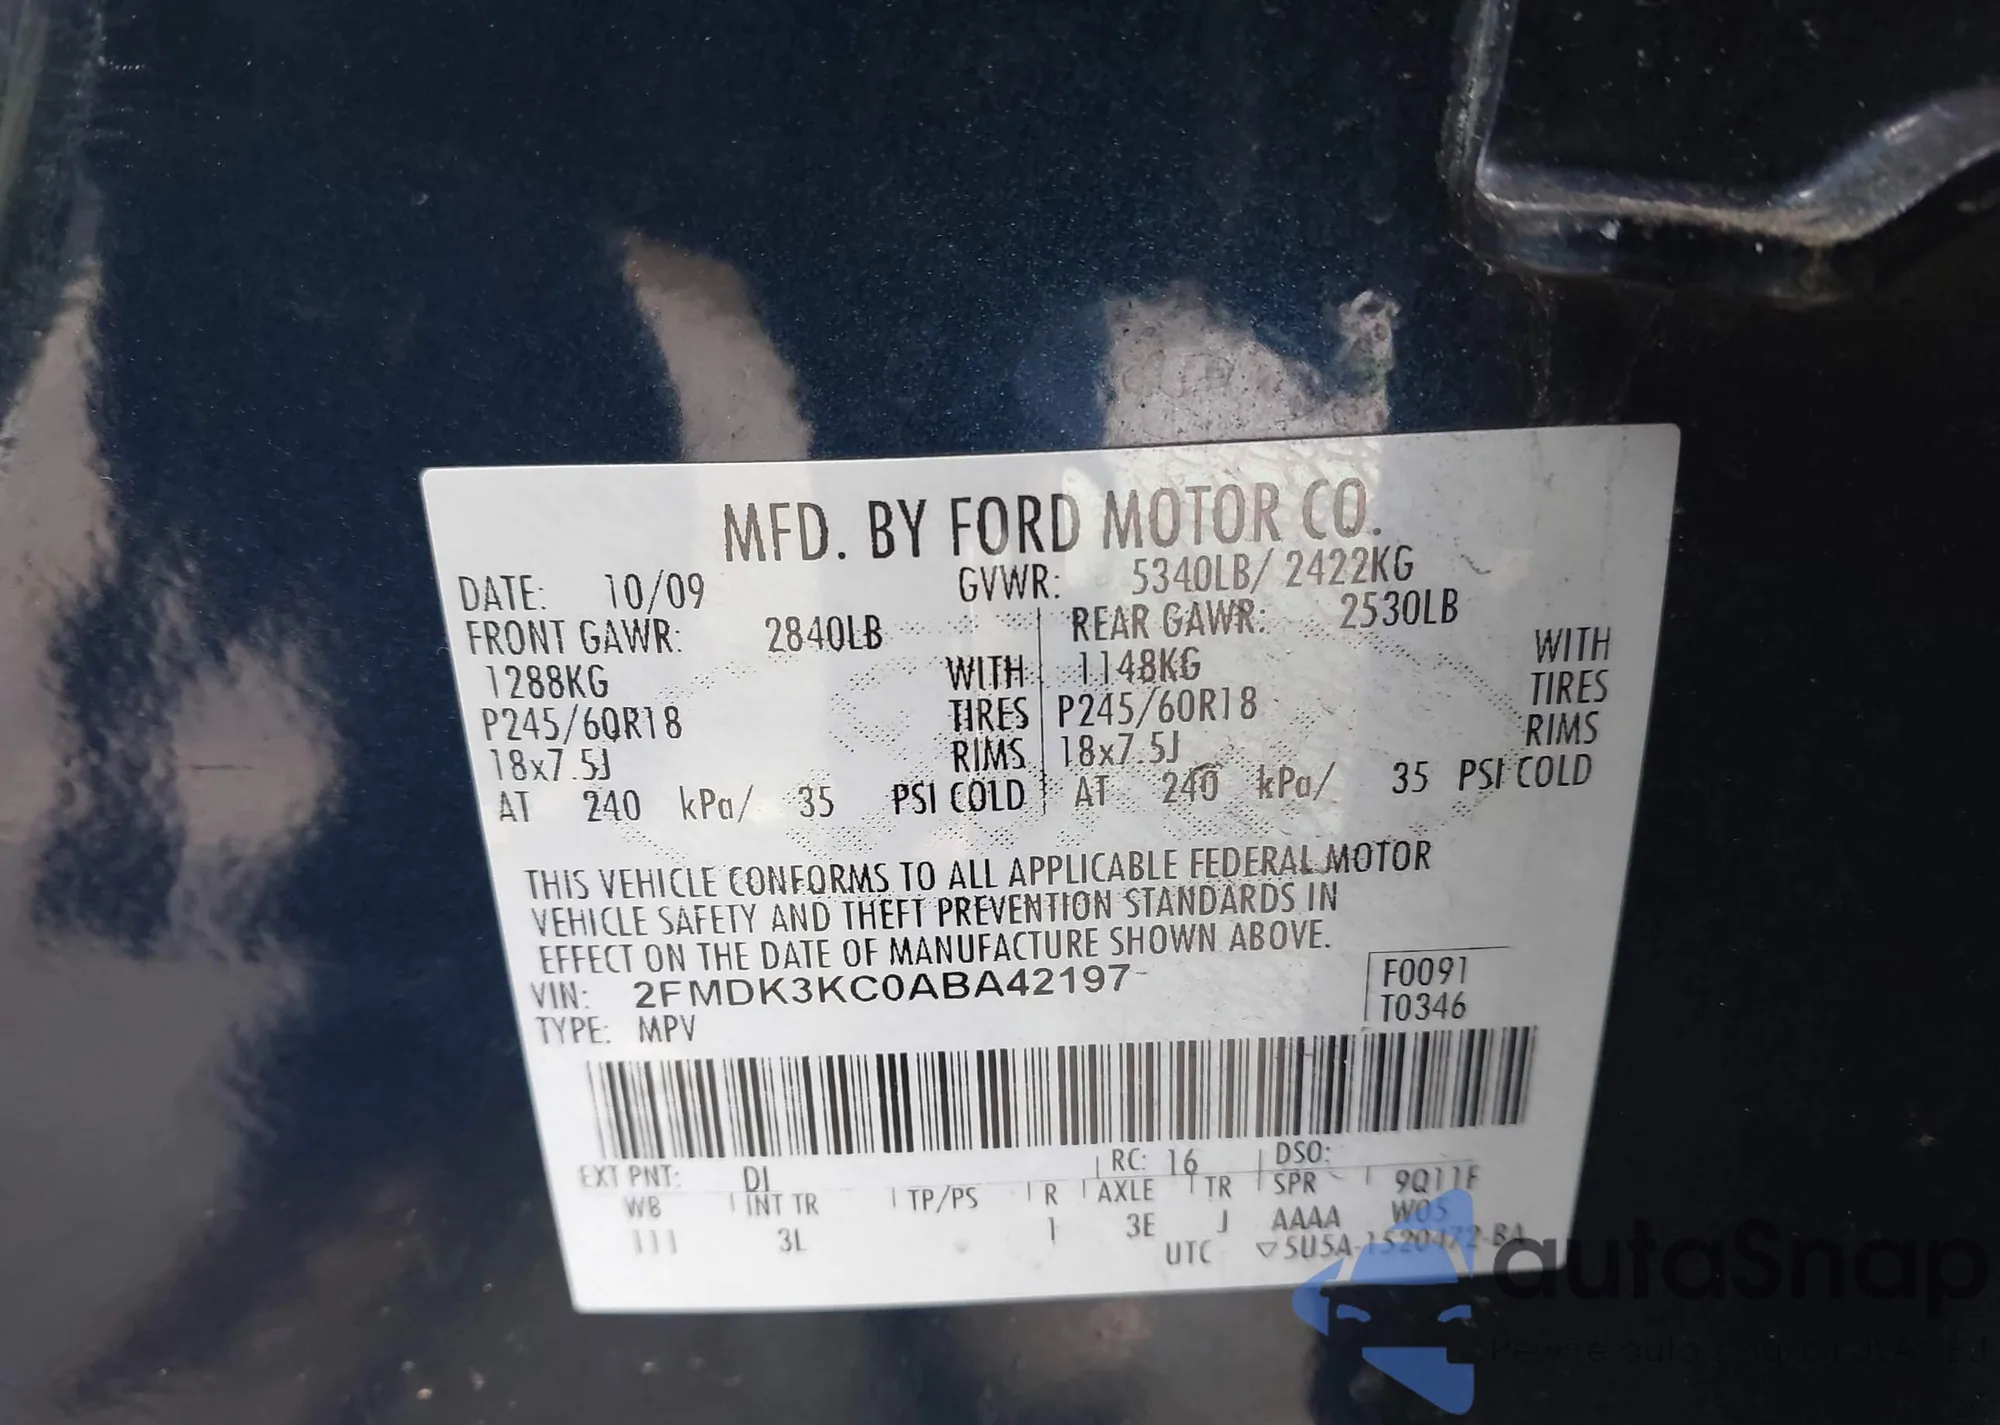 MFD. BY FORD MOTOR CO.
DATE: 10/09 GVWR: 5340LB/ 2422KG
FRONT GAWR: 2840LB REAR GAWR: 2530LB
1288KG WITH 1148KG WITH
P245/60R18 TIRES P245/60R18 TIRES
18x7.5J RIMS 18x7.5J RIMS
AT 240 kPa/ 35 PSI COLD AT 240 kPa/ 35 PSI COLD
THIS VEHICLE CONFORMS TO ALL APPLICABLE FEDERAL MOTOR
VEHICLE SAFETY AND THEFT PREVENTION STANDARDS IN
EFFECT ON THE DATE OF MANUFACTURE SHOWN ABOVE.
VIN: 2FMDK3KC0ABA42197
F0091
T0346
TYPE: MPV
EXT PNT: DI RC: 16 DSO:
WB INT TR TP/PS R AXLE TR SPR 9Q11F
111 3L 1 3E J AAAA W05
UTC ▽5U5A-1520472-BA
autaSnap